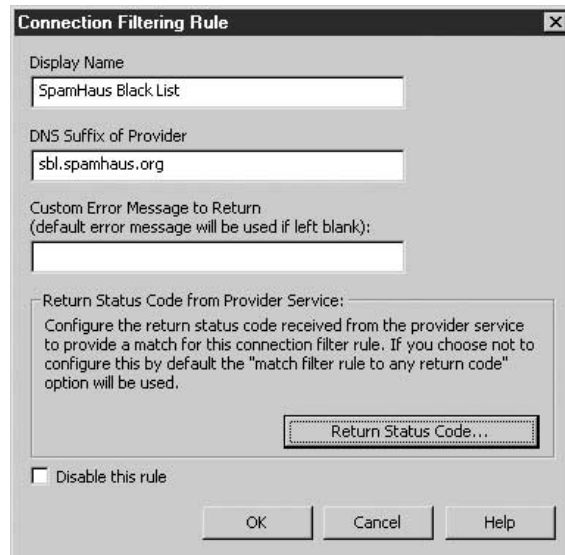 Connection Filtering Rule
Display Name
SpamHaus Black List
DNS Suffix of Provider
sbl.spamhaus.org
Custom Error Message to Return
(default error message will be used if left blank):
Return Status Code from Provider Service:
Configure the return status code received from the provider service
to provide a match for this connection filter rule. If you choose not to
configure this by default the "match filter rule to any return code"
option will be used.
Return Status Code...
Disable this rule
OK Cancel Help